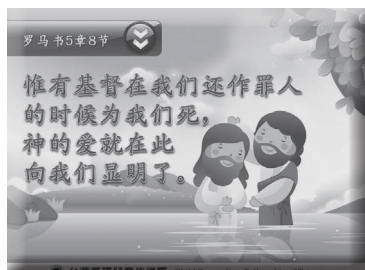 罗马书5章8节
惟有基督在我们还作罪人
的时候为我们死，
神的爱就在此
向我们显明了。